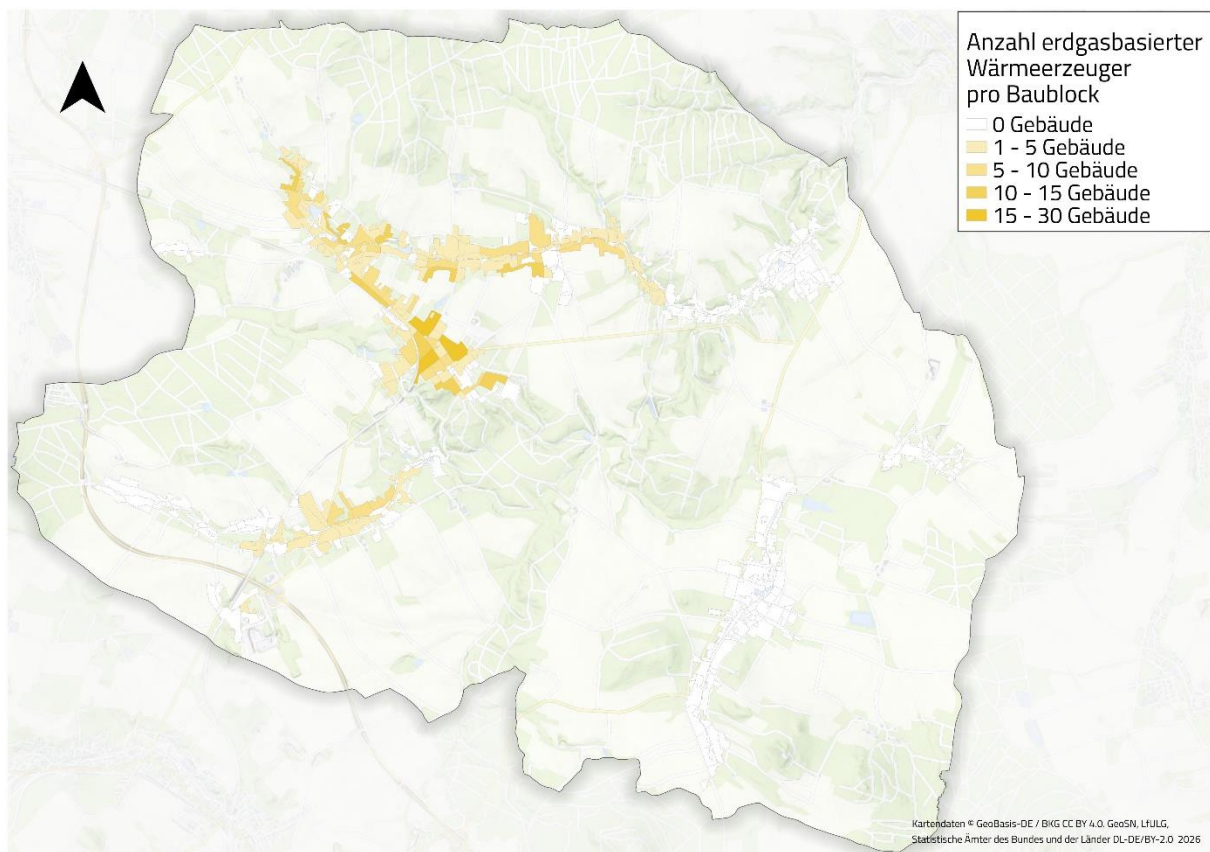 Anzahl erdgasbasierter
Wärmeerzeuger
pro Baublock
0 Gebäude
1 - 5 Gebäude
5 - 10 Gebäude
10 - 15 Gebäude
15 - 30 Gebäude
Kartendaten © GeoBasis-DE / BKG CC BY 4.0. GeoSN, LfULG,
Statistische Ämter des Bundes und der Länder DL-DE/BY-2.0 2026